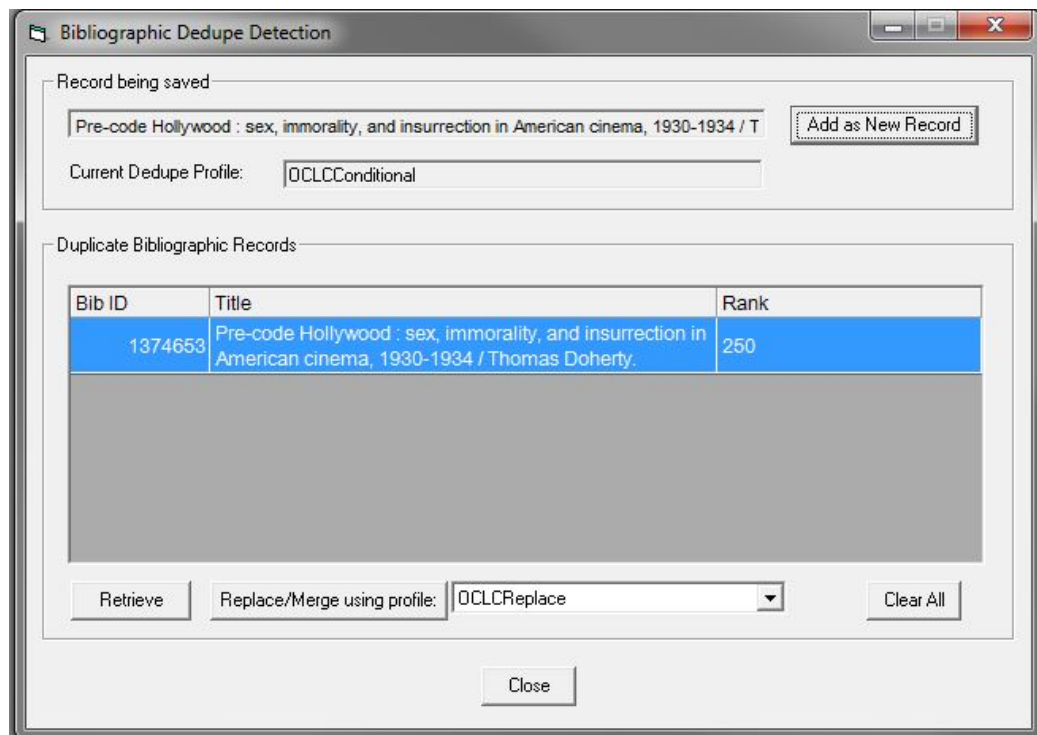 Bibliographic Dedupe Detection
Record being saved
Pre-code Hollywood : sex, immorality, and insurrection in American cinema, 1930-1934 / T
Add as New Record
Current Dedupe Profile:
OCLCConditional
Duplicate Bibliographic Records
Bib ID Title Rank
1374653 Pre-code Hollywood : sex, immorality, and insurrection in
American cinema, 1930-1934 / Thomas Doherty. 250
Retrieve
Replace/Merge using profile:
OCLCReplace
Clear All
Close